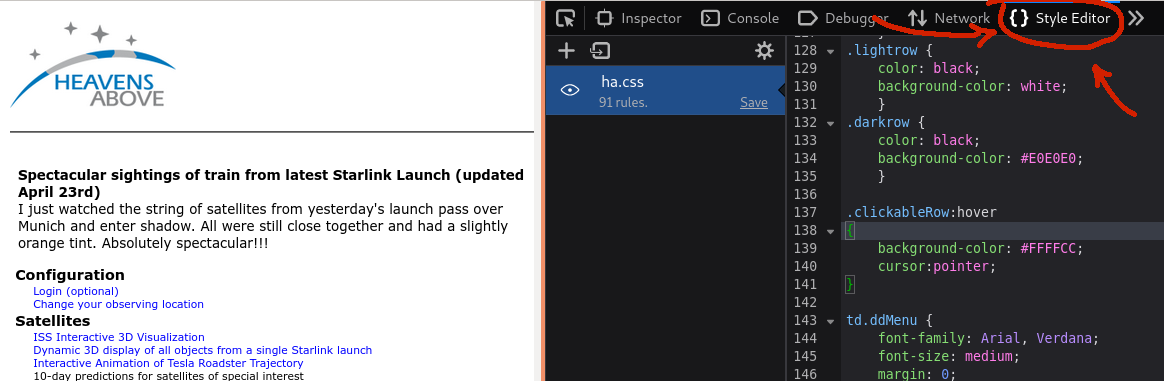 HEAVENS
ABOVE
Spectacular sightings of train from latest Starlink Launch (updated
April 23rd)
I just watched the string of satellites from yesterday's launch pass over
Munich and enter shadow. All were still close together and had a slightly
orange tint. Absolutely spectacular!!!
Configuration
Login (optional)
Change your observing location
Satellites
ISS Interactive 3D Visualization
Dynamic 3D display of all objects from a single Starlink launch
Interactive Animation of Tesla Roadster Trajectory
10-day predictions for satellites of special interest
Inspector Console Debugger Network {} Style Editor
ha.css
91 rules. Save
128 .lightrow {
129 color: black;
130 background-color: white;
131 }
132 .darkrow {
133 color: black;
134 background-color: #E0E0E0;
135 }
136
137 .clickableRow:hover
138 {
139 background-color: #FFFFCC;
140 cursor:pointer;
141 }
142
143 td.ddMenu {
144 font-family: Arial, Verdana;
145 font-size: medium;
146 margin: 0;